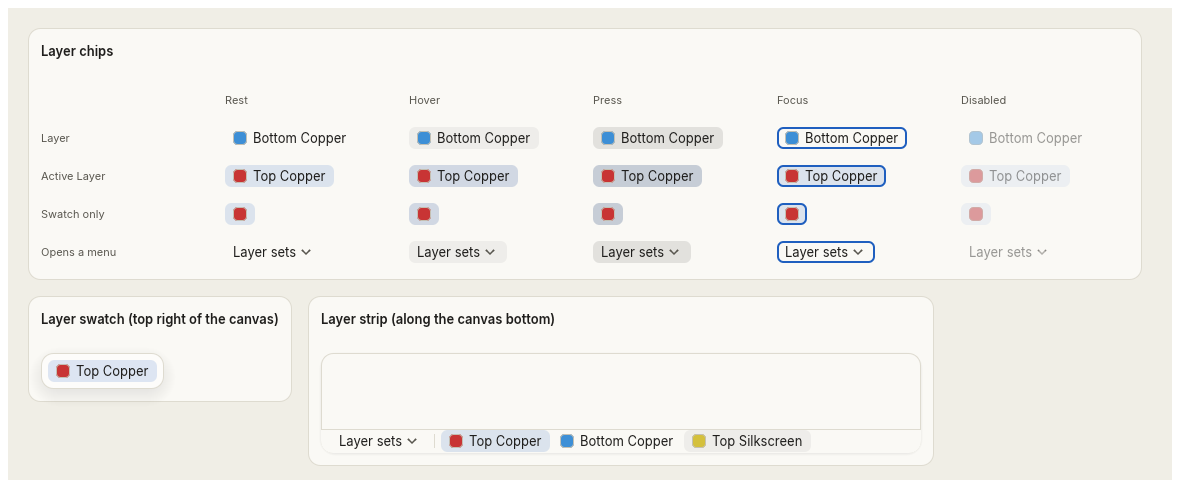 Layer chips
Rest Hover Press Focus Disabled
Layer Bottom Copper Bottom Copper Bottom Copper Bottom Copper Bottom Copper
Active Layer Top Copper Top Copper Top Copper Top Copper Top Copper
Swatch only
Opens a menu Layer sets Layer sets Layer sets Layer sets Layer sets
Layer swatch (top right of the canvas)
Top Copper
Layer strip (along the canvas bottom)
Layer sets Top Copper Bottom Copper Top Silkscreen